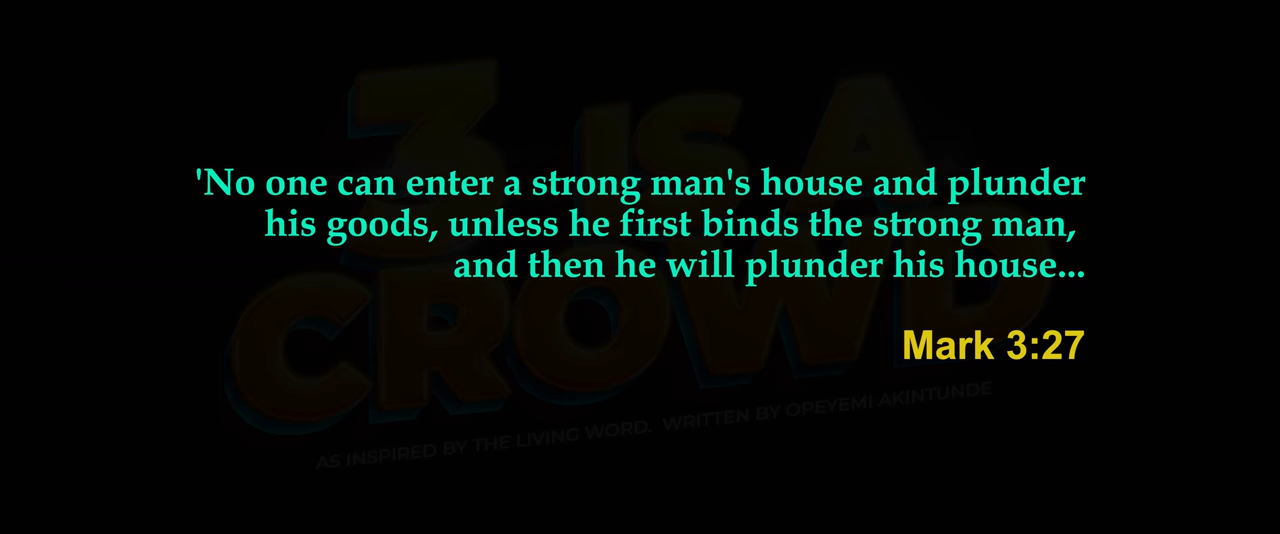 3 IS A
CROWD
AS INSPIRED BY THE LIVING WORD. WRITTEN BY OPEYEMI AKINTUNDE
'No one can enter a strong man's house and plunder
his goods, unless he first binds the strong man,
and then he will plunder his house...
Mark 3:27